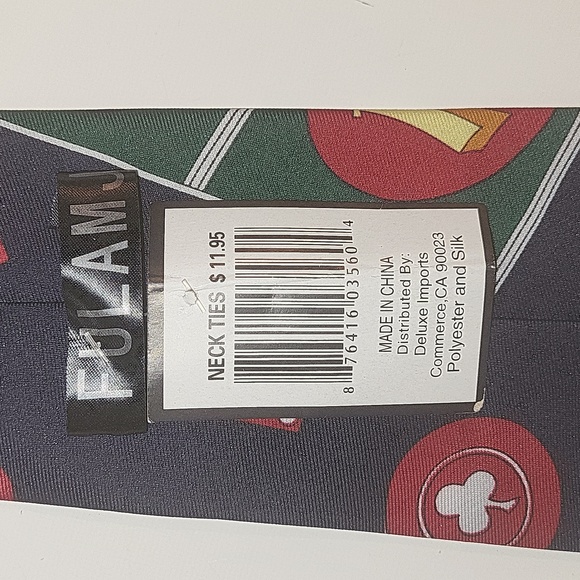 FULAM
NECK TIES $ 11.95
8 76416 03560 4
MADE IN CHINA
Distributed By:
Deluxe Imports
Commerce,CA 90023
Polyester and Silk
7